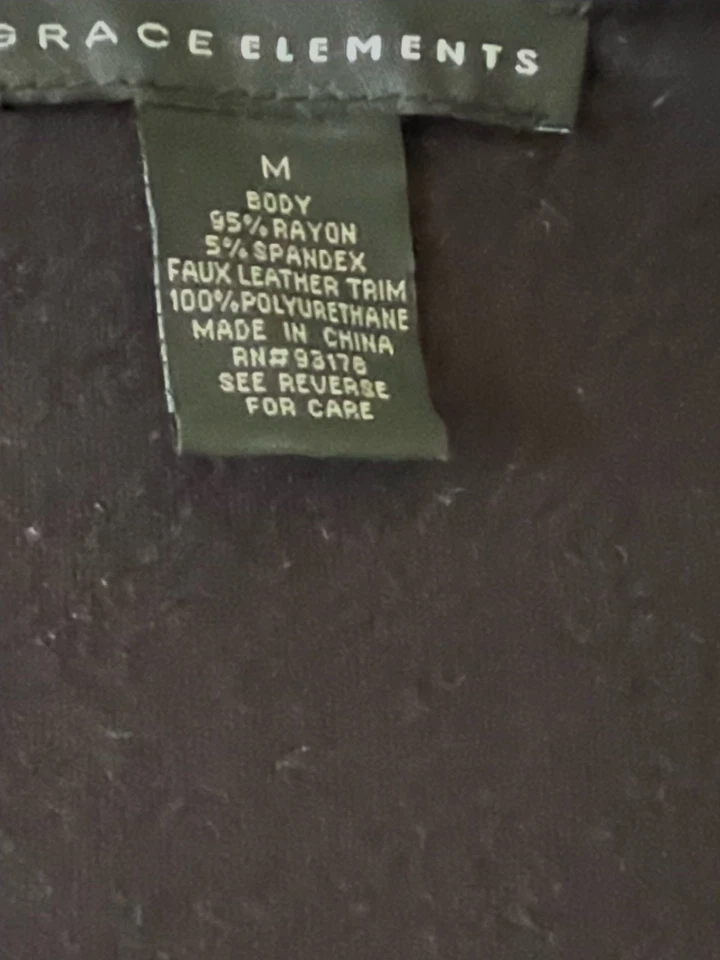 GRACE ELEMENTS
M
BODY
95% RAYON
5% SPANDEX
FAUX LEATHER TRIM
100% POLYURETHANE
MADE IN CHINA
RN# 93178
SEE REVERSE
FOR CARE